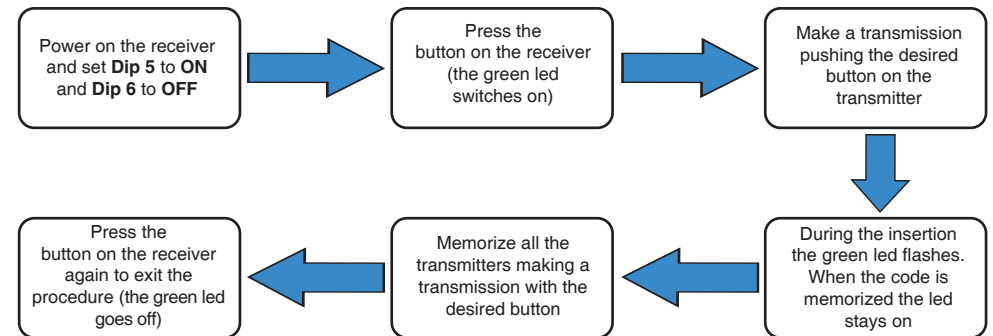 Power on the receiver
and set Dip 5 to ON
and Dip 6 to OFF
Press the
button on the receiver
(the green led
switches on)
Make a transmission
pushing the desired
button on the
transmitter
During the insertion
the green led flashes.
When the code is
memorized the led
stays on
Memorize all the
transmitters making a
transmission with the
desired button
Press the
button on the receiver
again to exit the
procedure (the green led
goes off)